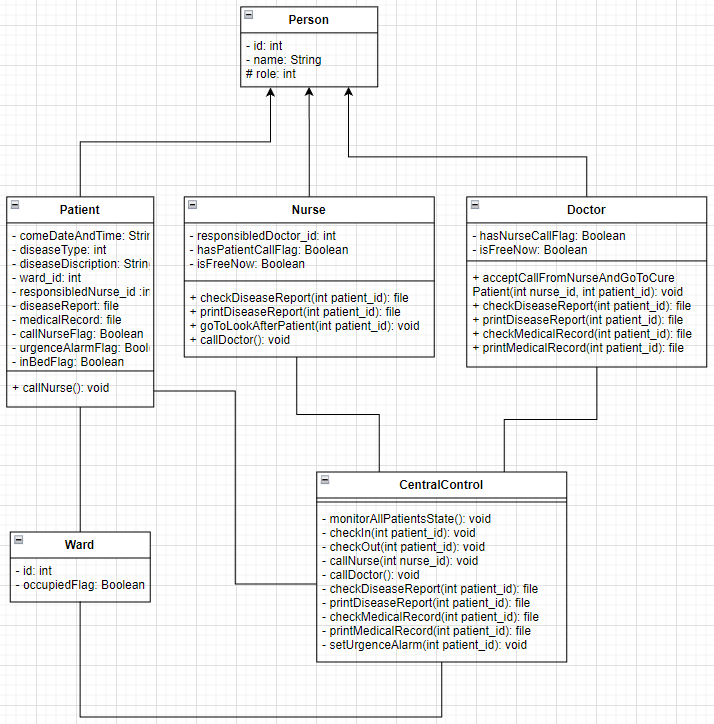 Person
- id: int
- name: String
# role: int
Patient
- comeDateAndTime: Strin
- diseaseType: int
- diseaseDiscription: String
- ward_id: int
- responsibledNurse_id :in
- diseaseReport: file
- medicalRecord: file
- callNurseFlag: Boolean
- urgenceAlarmFlag: Bool
- inBedFlag: Boolean
+ callNurse(): void
Nurse
- responsibledDoctor_id: int
- hasPatientCallFlag: Boolean
- isFreeNow: Boolean
+ checkDiseaseReport(int patient_id): file
+ printDiseaseReport(int patient_id): file
+ goToLookAfterPatient(int patient_id): void
+ callDoctor(): void
Doctor
- hasNurseCallFlag: Boolean
- isFreeNow: Boolean
+ acceptCallFromNurseAndGoToCure
Patient(int nurse_id, int patient_id): void
+ checkDiseaseReport(int patient_id): file
+ printDiseaseReport(int patient_id): file
+ checkMedicalRecord(int patient_id): file
+ printMedicalRecord(int patient_id): file
CentralControl
- monitorAllPatientsState(): void
- checkIn(int patient_id): void
- checkOut(int patient_id): void
- callNurse(int nurse_id): void
- callDoctor(): void
- checkDiseaseReport(int patient_id): file
- printDiseaseReport(int patient_id): file
- checkMedicalRecord(int patient_id): file
- printMedicalRecord(int patient_id): file
- setUrgenceAlarm(int patient_id): void
Ward
- id: int
- occupiedFlag: Boolean